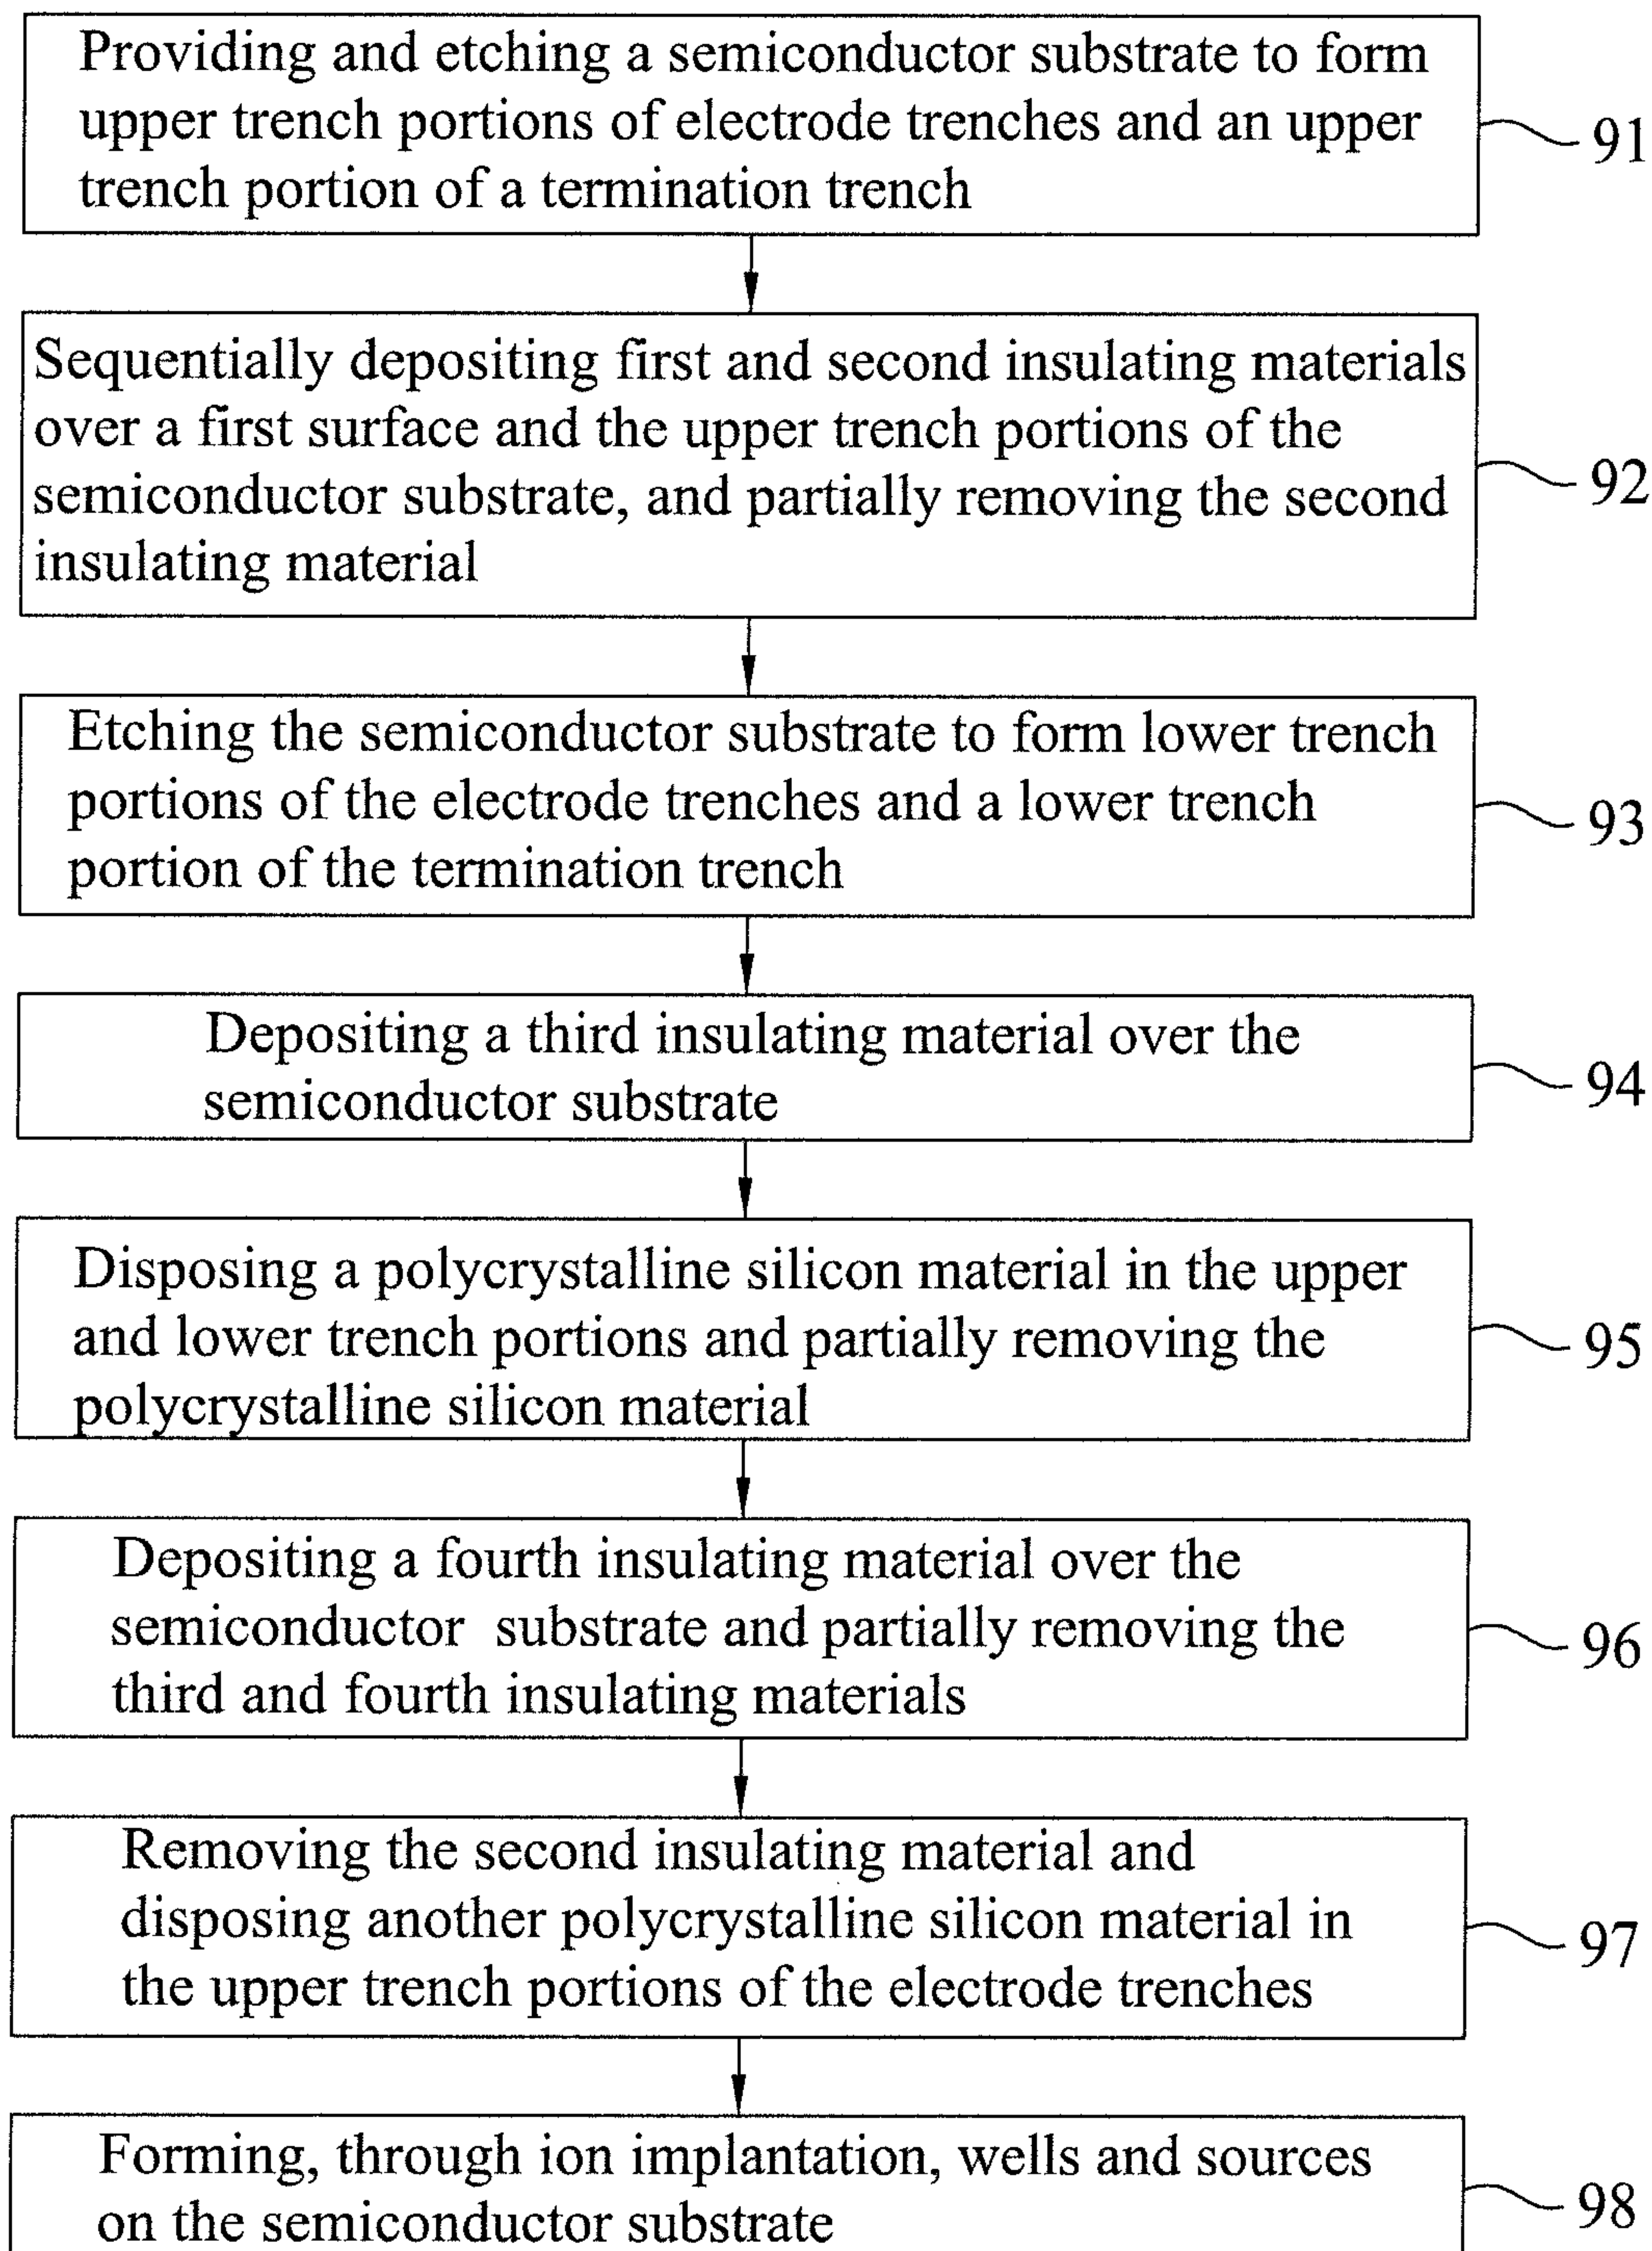 Providing and etching a semiconductor substrate to form
upper trench portions of electrode trenches and an upper
trench portion of a termination trench
91
Sequentially depositing first and second insulating materials
over a first surface and the upper trench portions of the
semiconductor substrate, and partially removing the second
insulating material
92
Etching the semiconductor substrate to form lower trench
portions of the electrode trenches and a lower trench
portion of the termination trench
93
Depositing a third insulating material over the
semiconductor substrate
94
Disposing a polycrystalline silicon material in the upper
and lower trench portions and partially removing the
polycrystalline silicon material
95
Depositing a fourth insulating material over the
semiconductor substrate and partially removing the
third and fourth insulating materials
96
Removing the second insulating material and
disposing another polycrystalline silicon material in
the upper trench portions of the electrode trenches
97
Forming, through ion implantation, wells and sources
on the semiconductor substrate
98